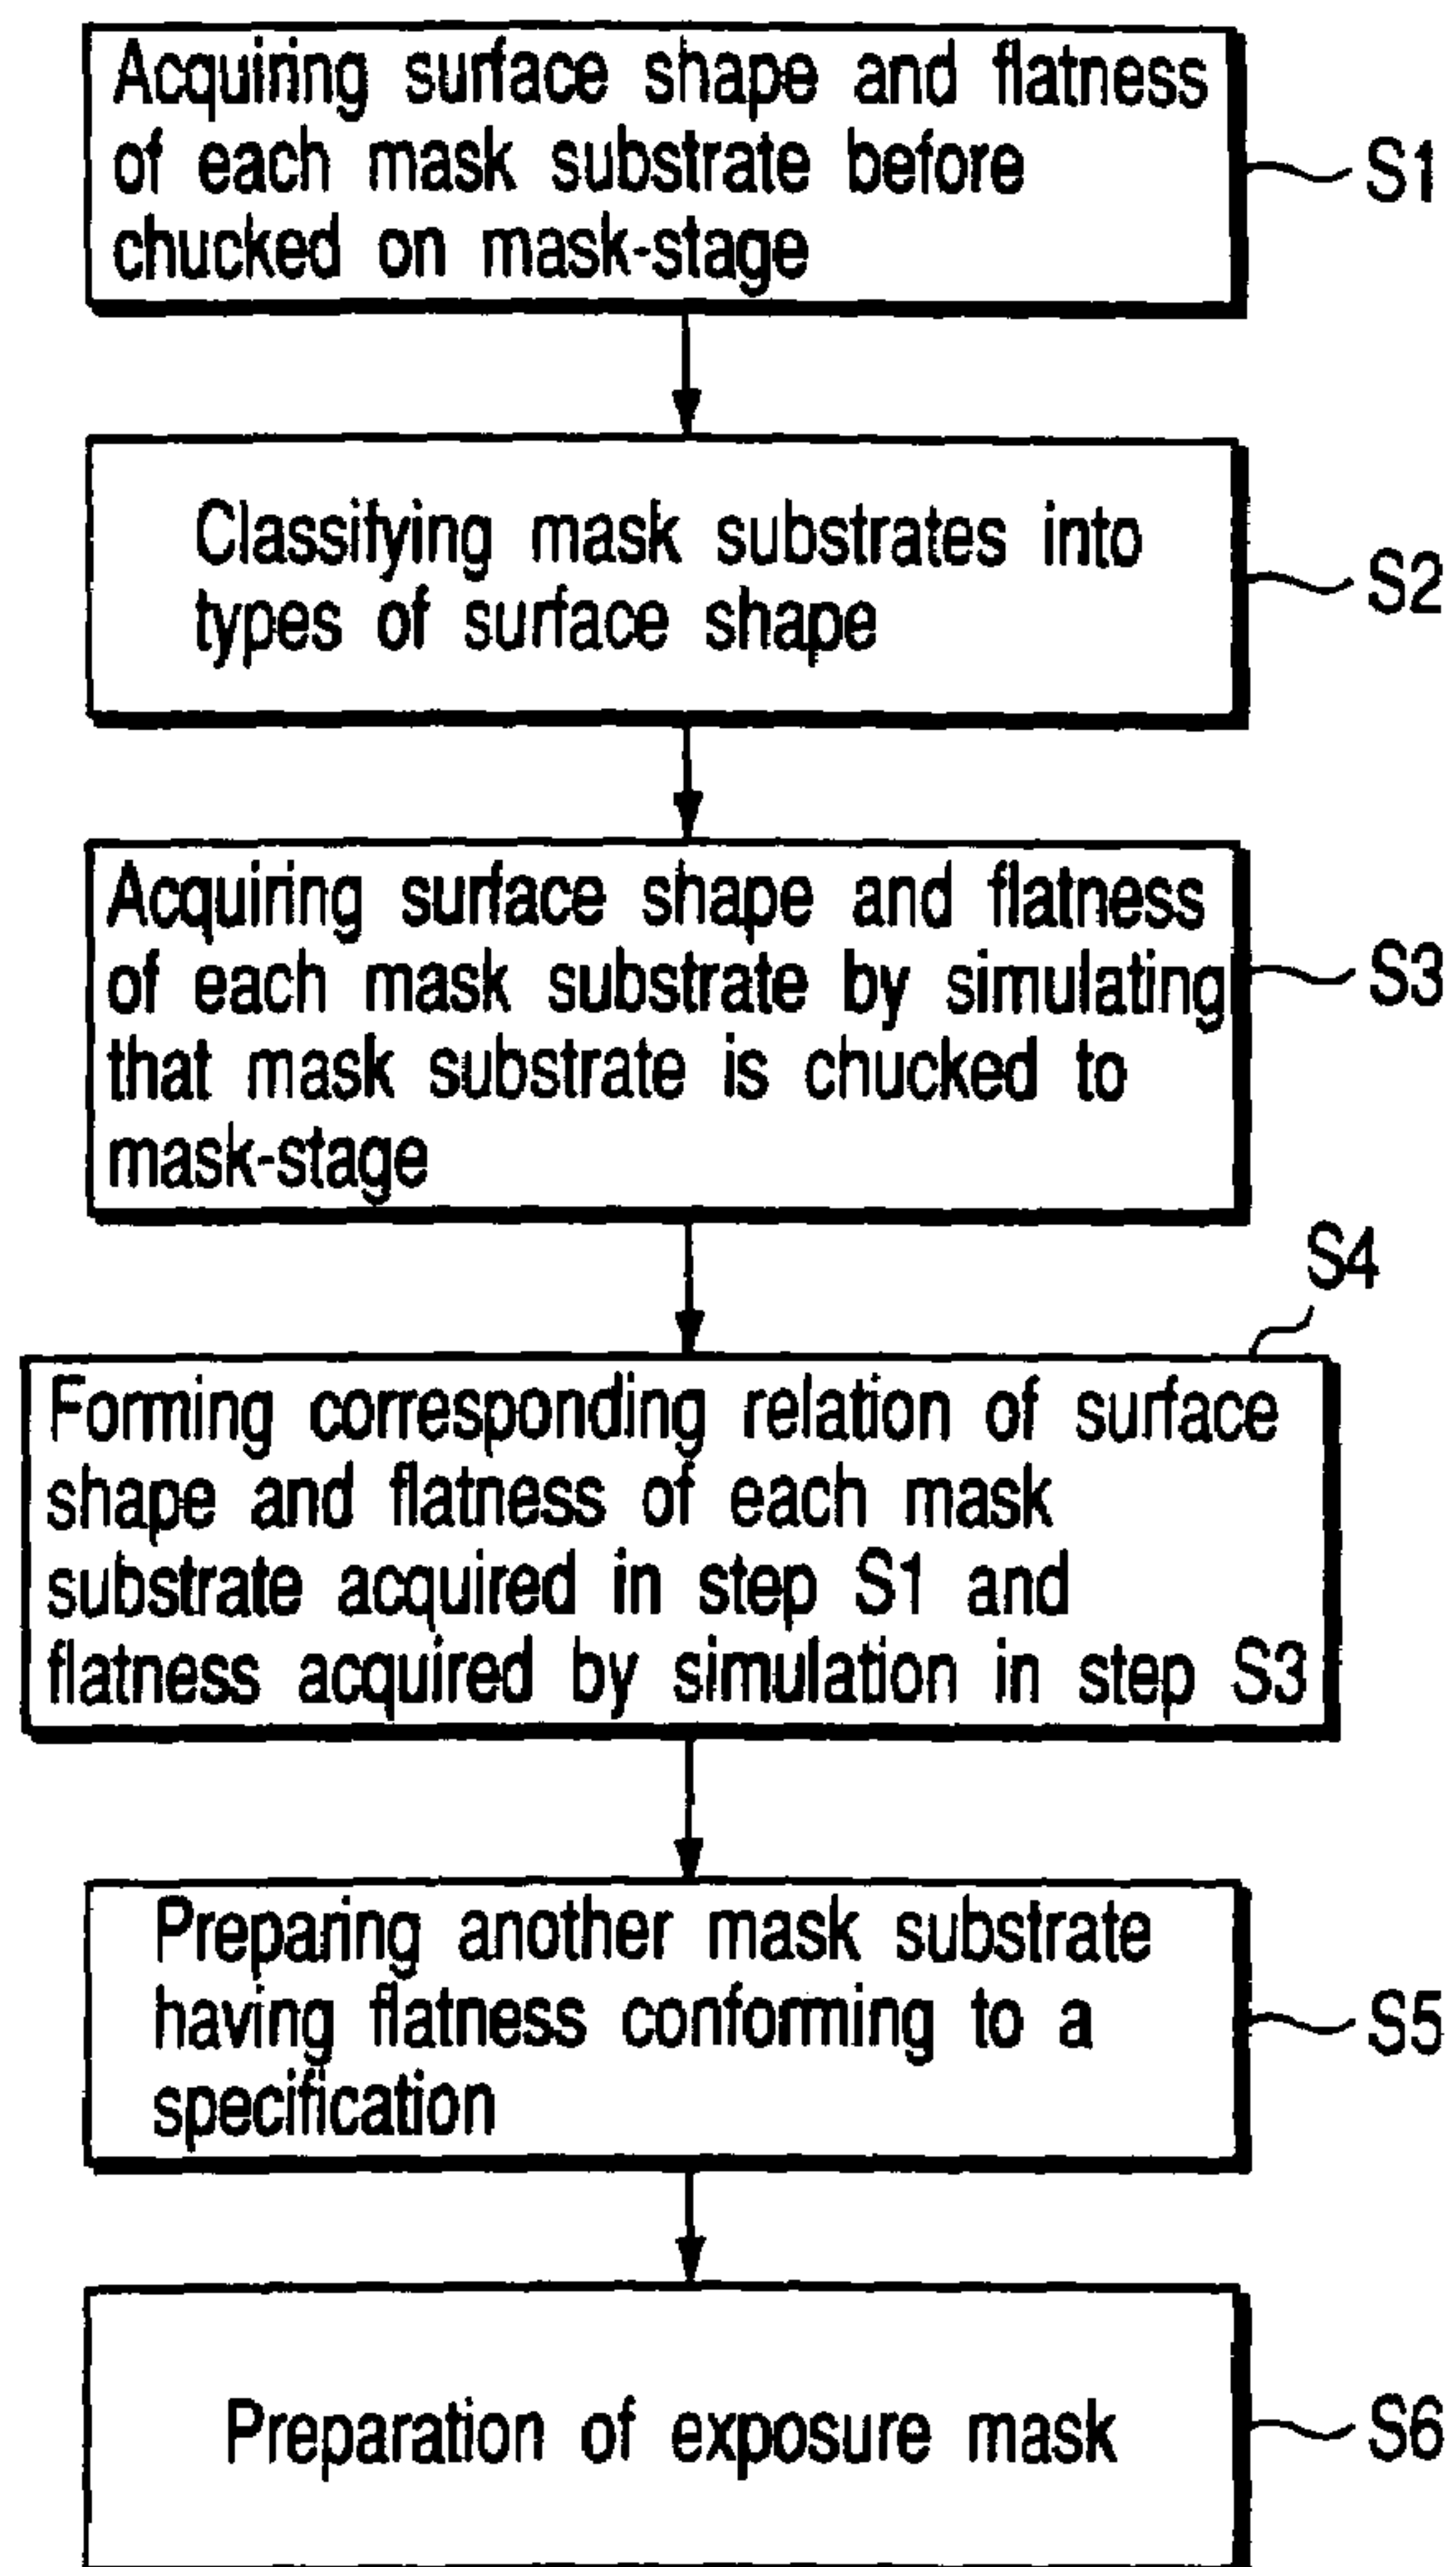 Acquiring surface shape and flatness
of each mask substrate before
chucked on mask-stage
S1
Classifying mask substrates into
types of surface shape
S2
Acquiring surface shape and flatness
of each mask substrate by simulating
that mask substrate is chucked to
mask-stage
S3
S4
Forming corresponding relation of surface
shape and flatness of each mask
substrate acquired in step S1 and
flatness acquired by simulation in step S3
Preparing another mask substrate
having flatness conforming to a
specification
S5
Preparation of exposure mask
S6